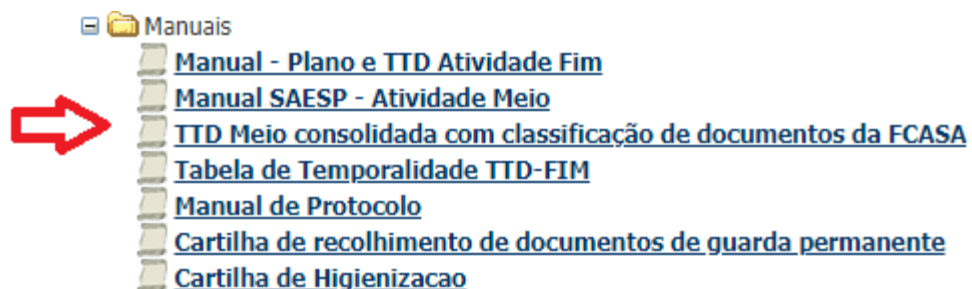 Manuais
Manual - Plano e TTD Atividade Fim
Manual SAESP - Atividade Meio
TTD Meio consolidada com classificação de documentos da FCASA
Tabela de Temporalidade TTD-FIM
Manual de Protocolo
Cartilha de recolhimento de documentos de guarda permanente
Cartilha de Higienizacao